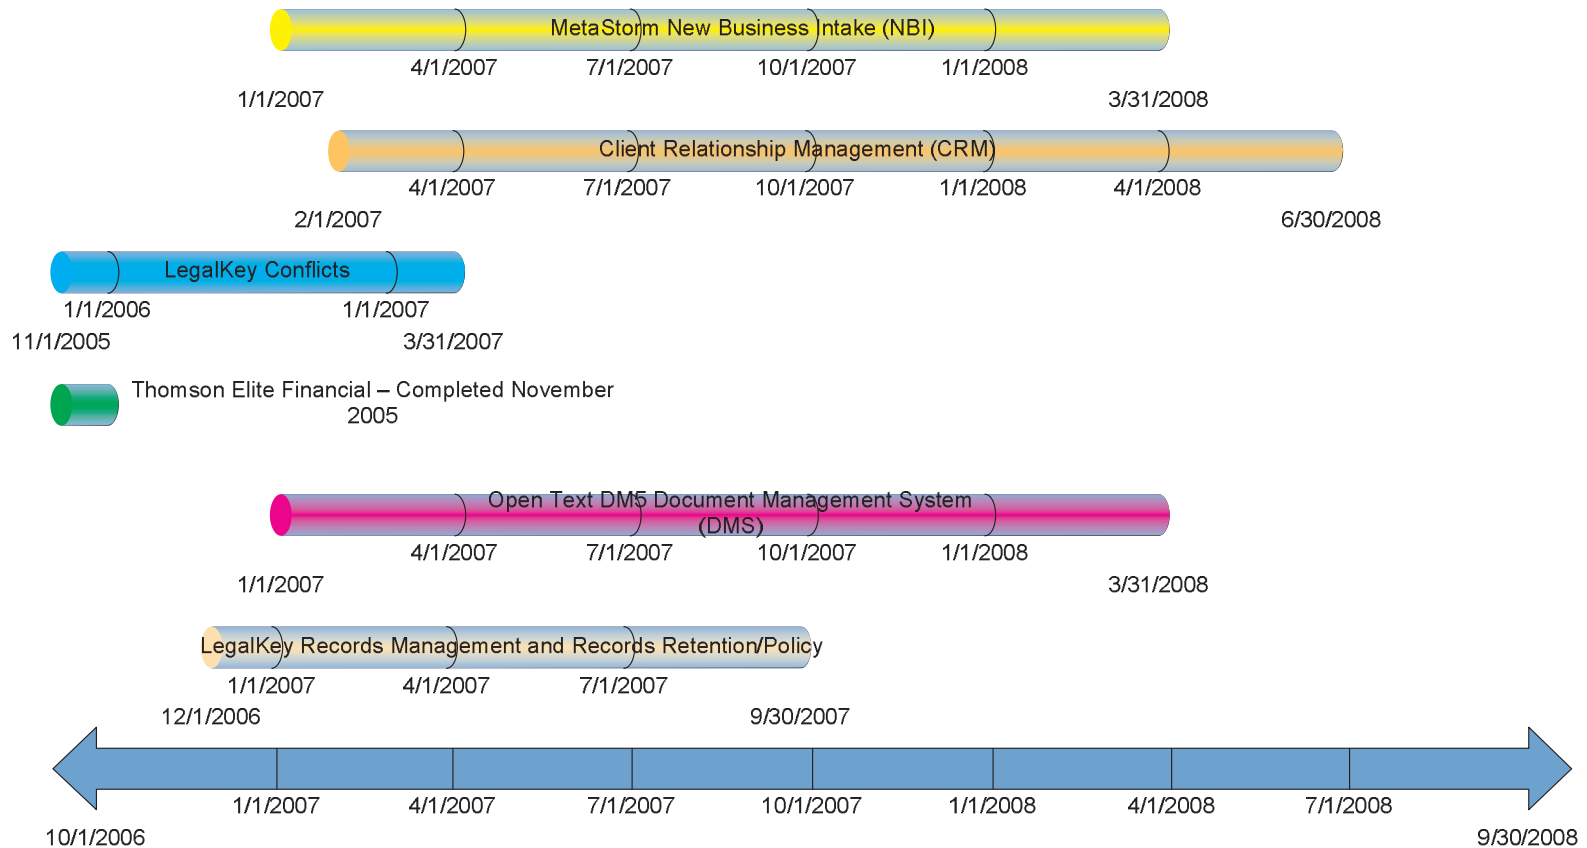 MetaStorm New Business Intake (NBI)
4/1/2007 7/1/2007 10/1/2007 1/1/2008
1/1/2007 3/31/2008
Client Relationship Management (CRM)
4/1/2007 7/1/2007 10/1/2007 1/1/2008 4/1/2008
2/1/2007 6/30/2008
LegalKey Conflicts
1/1/2006 1/1/2007
11/1/2005 3/31/2007
Thomson Elite Financial – Completed November
2005
Open Text DM5 Document Management System
(DMS)
4/1/2007 7/1/2007 10/1/2007 1/1/2008
1/1/2007 3/31/2008
LegalKey Records Management and Records Retention/Policy
1/1/2007 4/1/2007 7/1/2007
12/1/2006 9/30/2007
1/1/2007 4/1/2007 7/1/2007 10/1/2007 1/1/2008 4/1/2008 7/1/2008
10/1/2006 9/30/2008